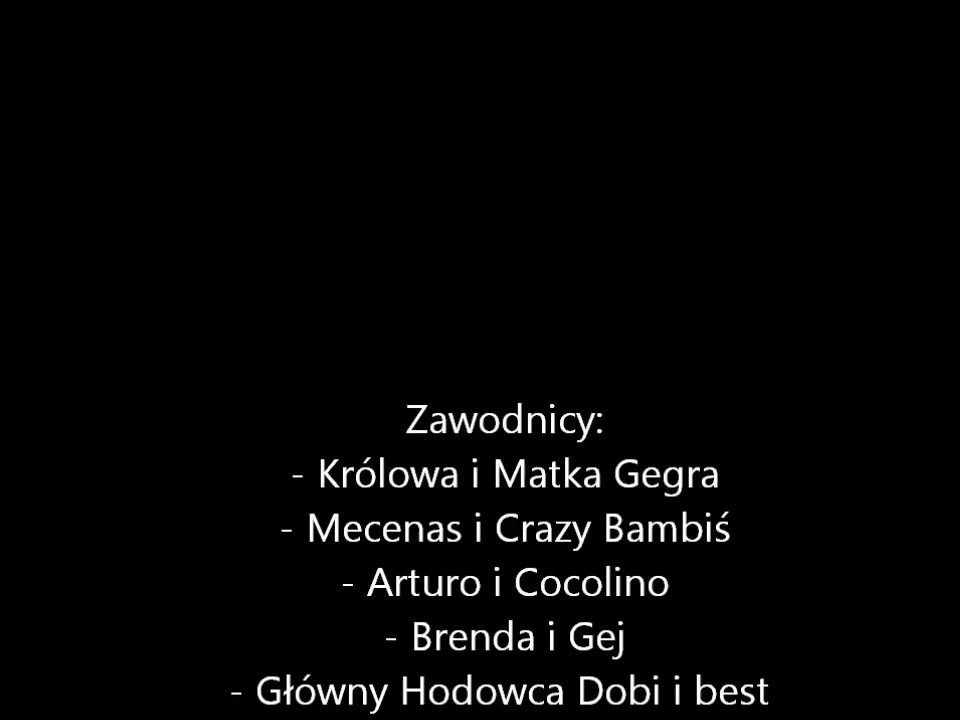 Zawodnicy:
- Królowa i Matka Gegra
- Mecenas i Crazy Bambiś
- Arturo i Cocolino
- Brenda i Gej
- Główny Hodowca Dobi i best